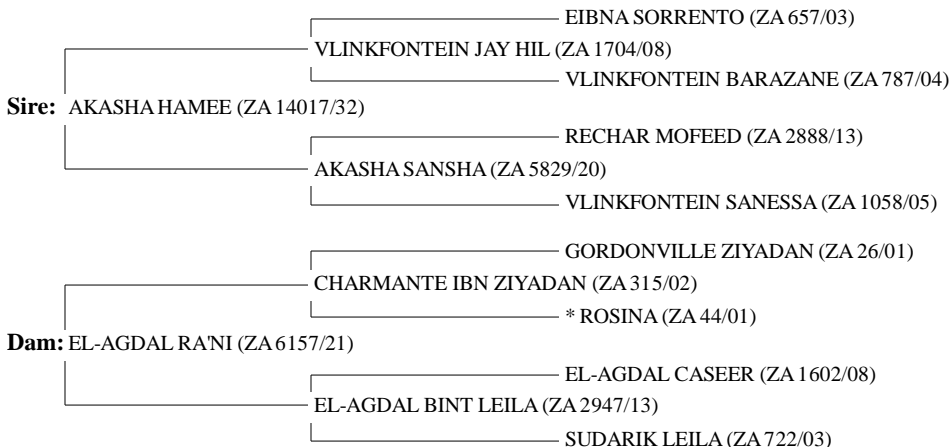 EIBNA SORRENTO (ZA 657/03)
VLINKFONTEIN JAY HIL (ZA 1704/08)
VLINKFONTEIN BARAZANE (ZA 787/04)
Sire: AKASHA HAMEE (ZA 14017/32)
RECHAR MOFEED (ZA 2888/13)
AKASHA SANSHA (ZA 5829/20)
VLINKFONTEIN SANESSA (ZA 1058/05)
GORDONVILLE ZIYADAN (ZA 26/01)
CHARMANTE IBN ZIYADAN (ZA 315/02)
* ROSINA (ZA 44/01)
Dam: EL-AGDAL RA'NI (ZA 6157/21)
EL-AGDAL CASEER (ZA 1602/08)
EL-AGDAL BINT LEILA (ZA 2947/13)
SUDARIK LEILA (ZA 722/03)